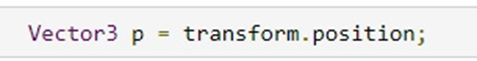 Vector3 p = transform.position;